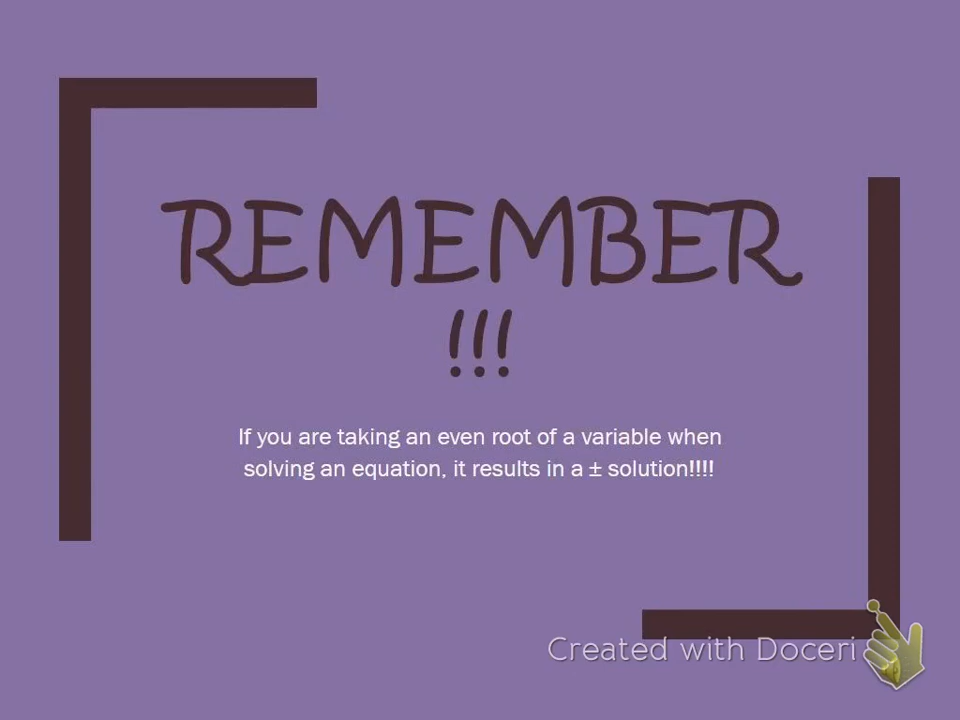 REMEMBER
!!!
If you are taking an even root of a variable when
solving an equation, it results in a ± solution!!!!
Created with Doceri